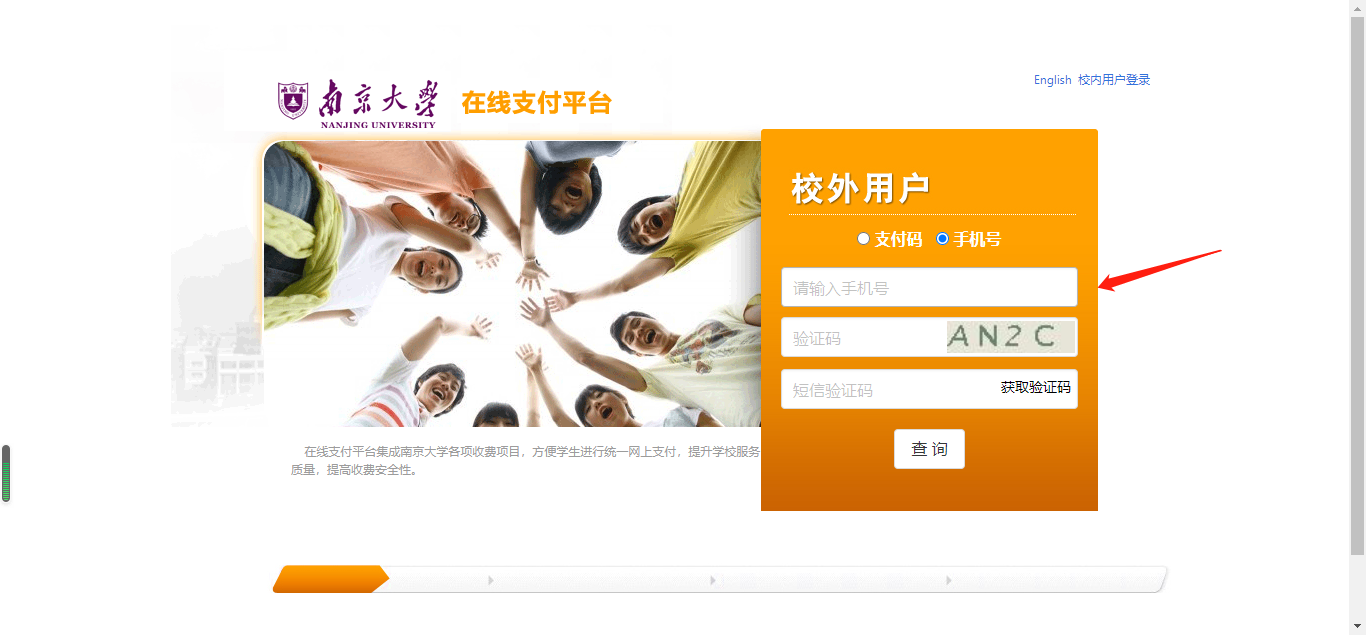 English 校内用户登录
南京大学 在线支付平台
NANJING UNIVERSITY
校外用户
支付码 手机号
请输入手机号
验证码 AN2C
短信验证码 获取验证码
查 询
在线支付平台集成南京大学各项收费项目，方便学生进行统一网上支付，提升学校服务
质量，提高收费安全性。